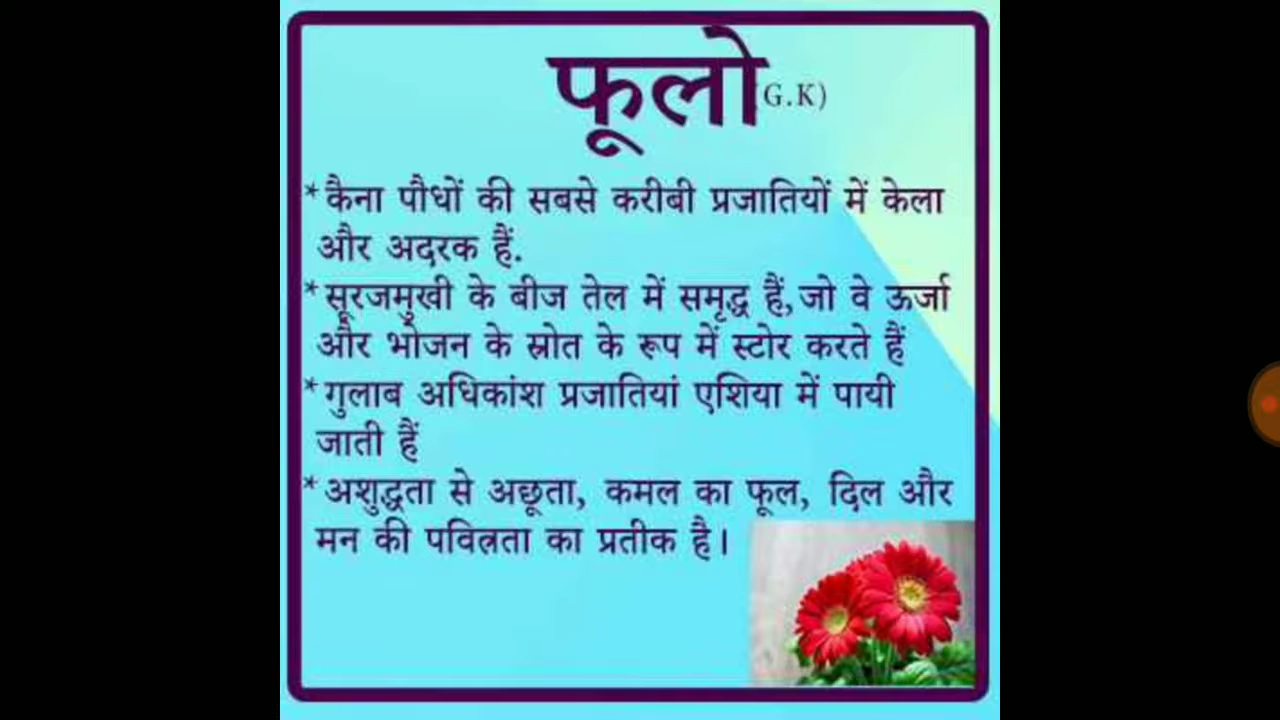 फूलो (G.K)
* कैना पौधों की सबसे करीबी प्रजातियों में केला
और अदरक हैं.
* सूरजमुखी के बीज तेल में समृद्ध हैं, जो वे ऊर्जा
और भोजन के स्रोत के रूप में स्टोर करते हैं
* गुलाब अधिकांश प्रजातियां एशिया में पायी
जाती हैं
* अशुद्धता से अछूता, कमल का फूल, दिल और
मन की पवित्रता का प्रतीक है।